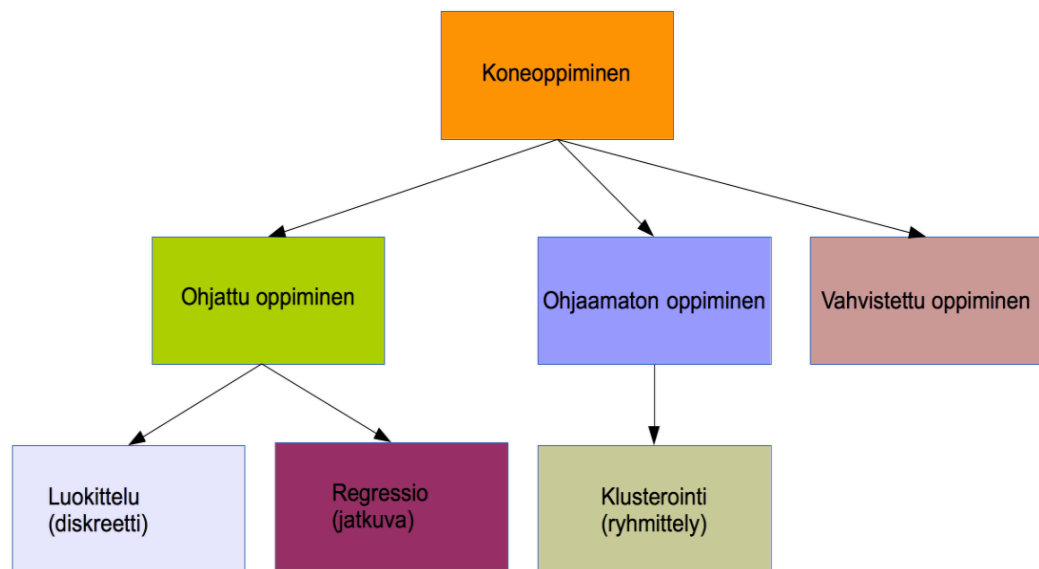 Koneoppiminen
Ohjattu oppiminen
Ohjaamaton oppiminen
Vahvistettu oppiminen
Luokittelu
(diskreetti)
Regressio
(jatkuva)
Klusterointi
(ryhmittely)